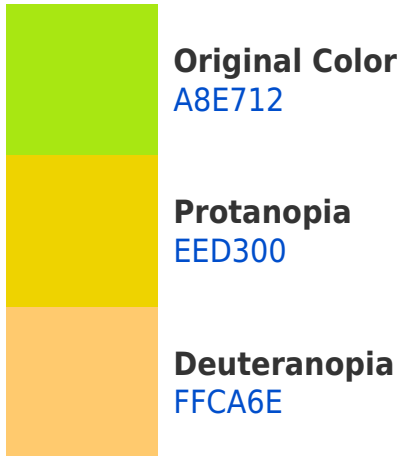 Original Color
A8E712
Protanopia
EED300
Deuteranopia
FFCA6E